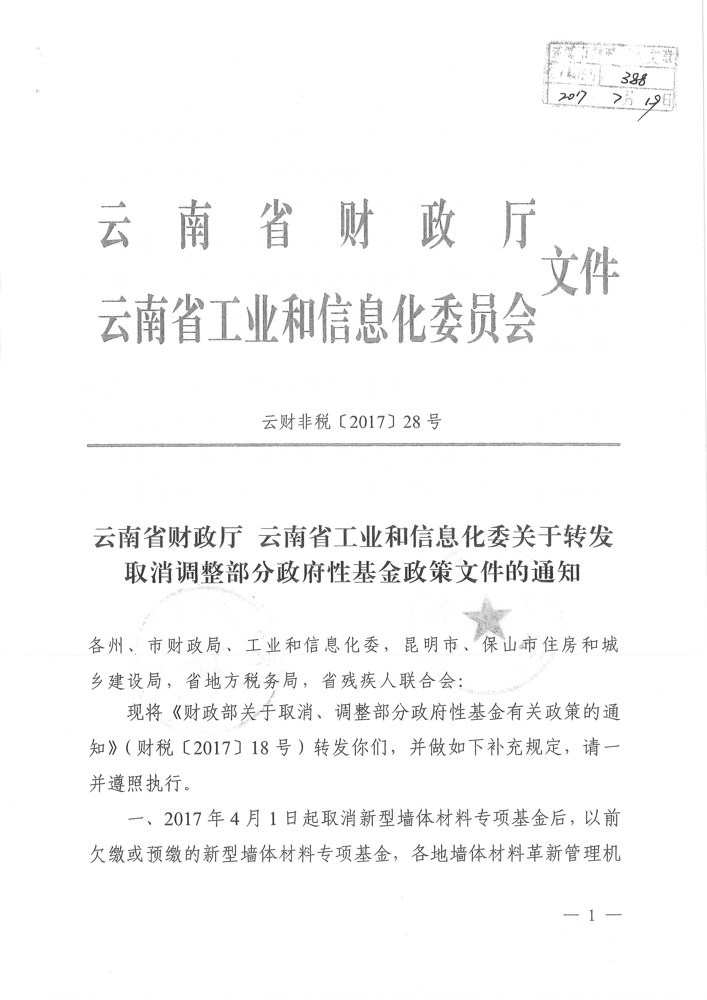 388
2017 7月19日
云南省财政厅
文件
云南省工业和信息化委员会
云财非税〔2017〕28号
云南省财政厅 云南省工业和信息化委关于转发
取消调整部分政府性基金政策文件的通知
各州、市财政局、工业和信息化委，昆明市、保山市住房和城
乡建设局，省地方税务局，省残疾人联合会：
现将《财政部关于取消、调整部分政府性基金有关政策的通
知》（财税〔2017〕18号）转发你们，并做如下补充规定，请一
并遵照执行。
一、2017年4月1日起取消新型墙体材料专项基金后，以前
欠缴或预缴的新型墙体材料专项基金，各地墙体材料革新管理机
— 1 —